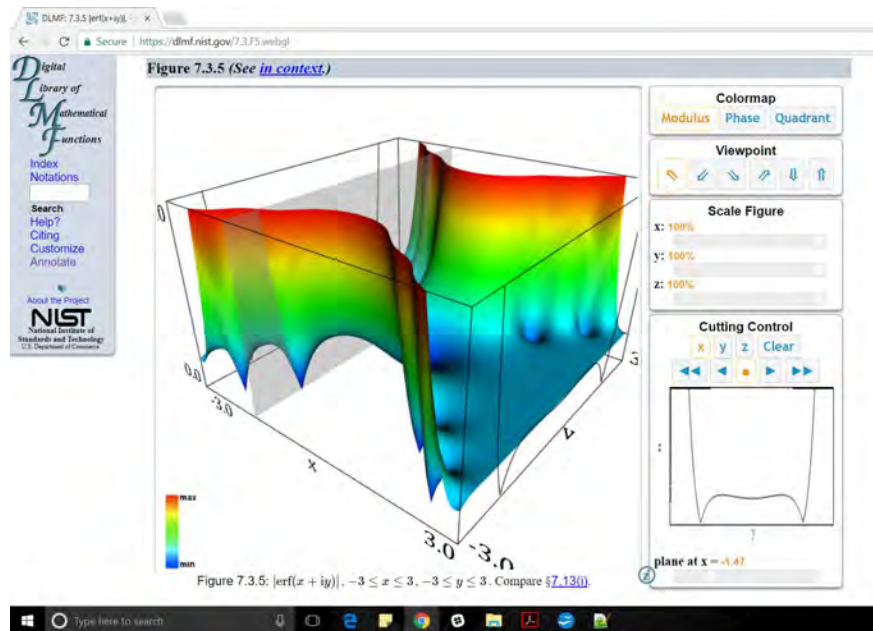 DLMF: 7.3.5 |erf(x+iy)|,
Secure https://dlmf.nist.gov/7.3.F5.webgl
Digital
Library of
Mathematical
Functions
Index
Notations
Search
Help?
Citing
Customize
Annotate
About the Project
NIST
National Institute of
Standards and Technology
U.S. Department of Commerce
Figure 7.3.5 (See in context.)
0
0.0
-3.0
x
3.0
-3.0
y
3
max
min
Figure 7.3.5: |erf(x + iy)|, −3 ≤ x ≤ 3, −3 ≤ y ≤ 3. Compare §7.13(i).
Colormap
Modulus Phase Quadrant
Viewpoint
Scale Figure
x: 100%
y: 100%
z: 100%
Cutting Control
x y z Clear
y
plane at x = -1.47
Type here to search